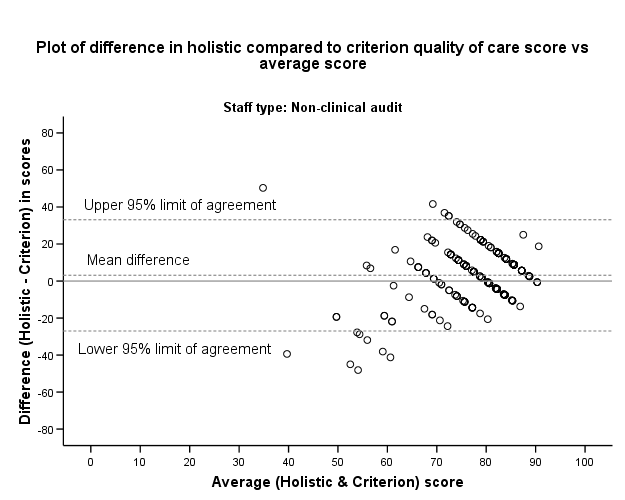 Plot of difference in holistic compared to criterion quality of care score vs
average score
Staff type: Non-clinical audit
Difference (Holistic - Criterion) in scores
80
60
40
20
0
-20
-40
-60
-80
Upper 95% limit of agreement
Mean difference
Lower 95% limit of agreement
0 10 20 30 40 50 60 70 80 90 100
Average (Holistic & Criterion) score